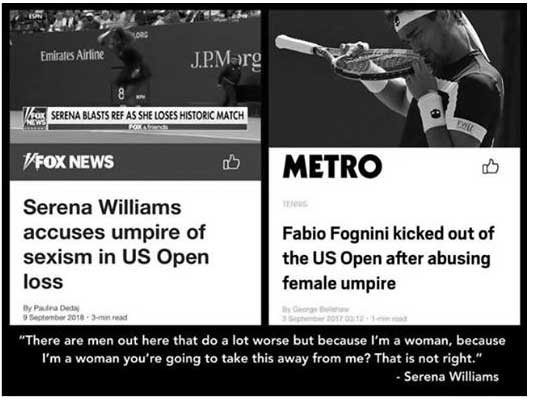 ESPN
.ORG
Emirates Airline
J.P.Morg
8
FOX
NEWS
SERENA BLASTS REF AS SHE LOSES HISTORIC MATCH
FOX & friends
FOX NEWS
Serena Williams
accuses umpire of
sexism in US Open
loss
By Paulina Dedaj
9 September 2018 · 3-min read
METRO
TENNIS
Fabio Fognini kicked out of
the US Open after abusing
female umpire
By George Bellshaw
3 September 2017 03:12 · 1-min read
"There are men out here that do a lot worse but because I'm a woman, because
I'm a woman you're going to take this away from me? That is not right."
- Serena Williams